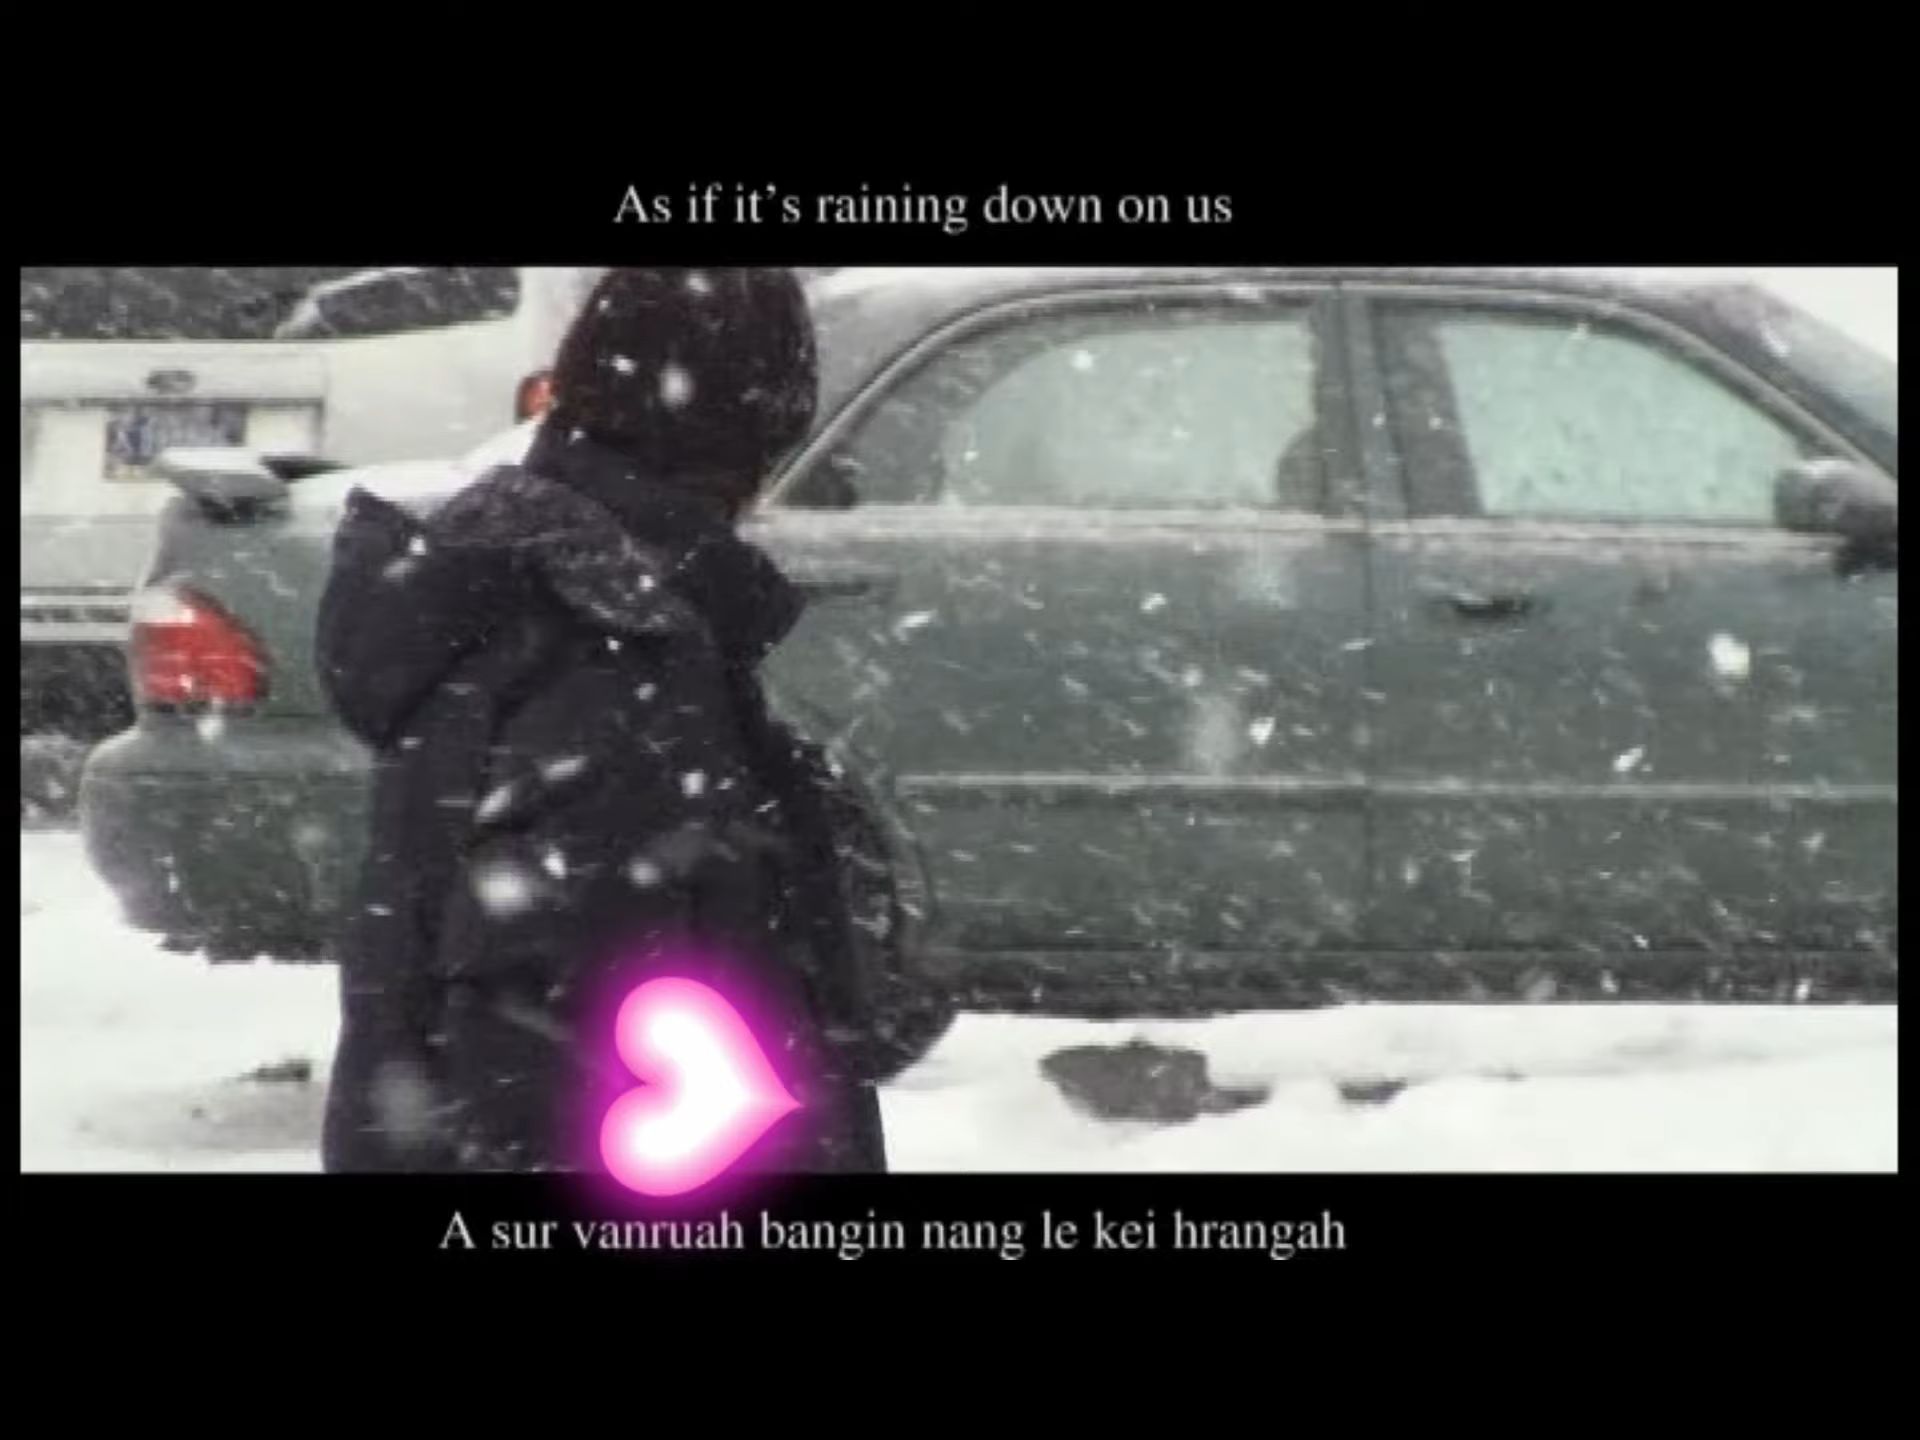 As if it’s raining down on us
A sur vanruah bangin nang le kei hrangah